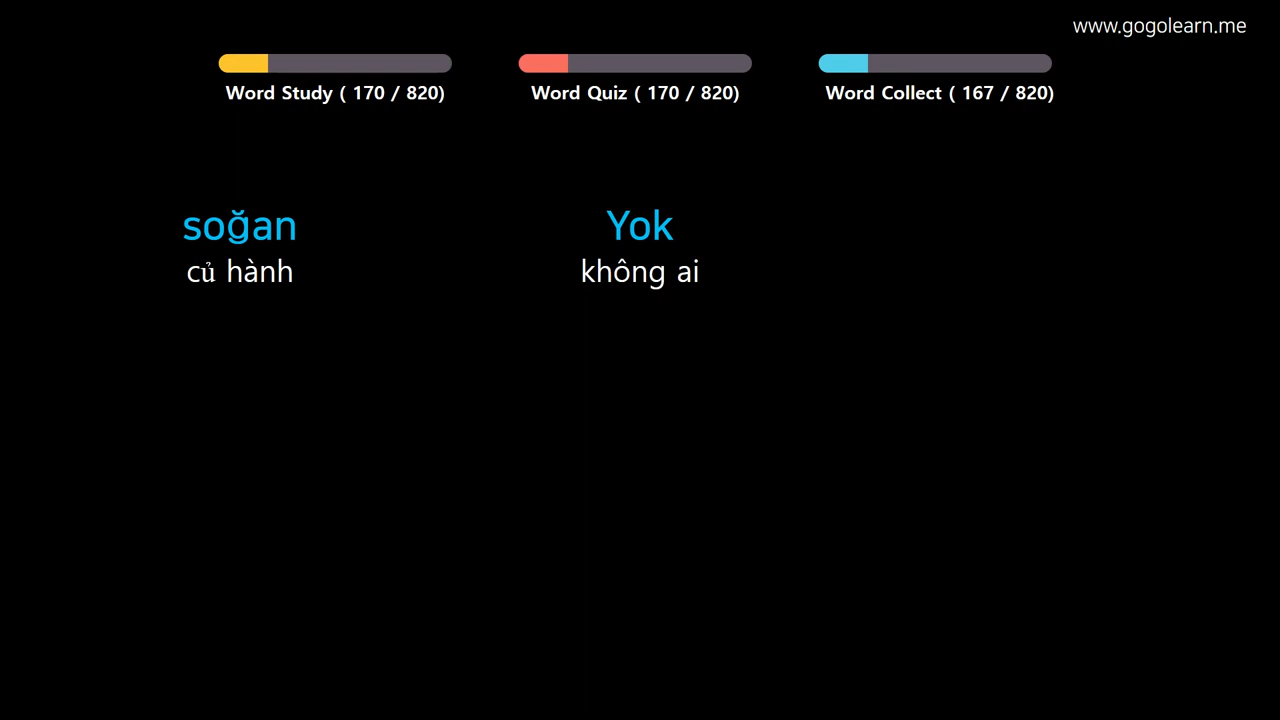 www.gogolearn.me
Word Study ( 170 / 820)
Word Quiz ( 170 / 820)
Word Collect ( 167 / 820)
soğan
củ hành
Yok
không ai